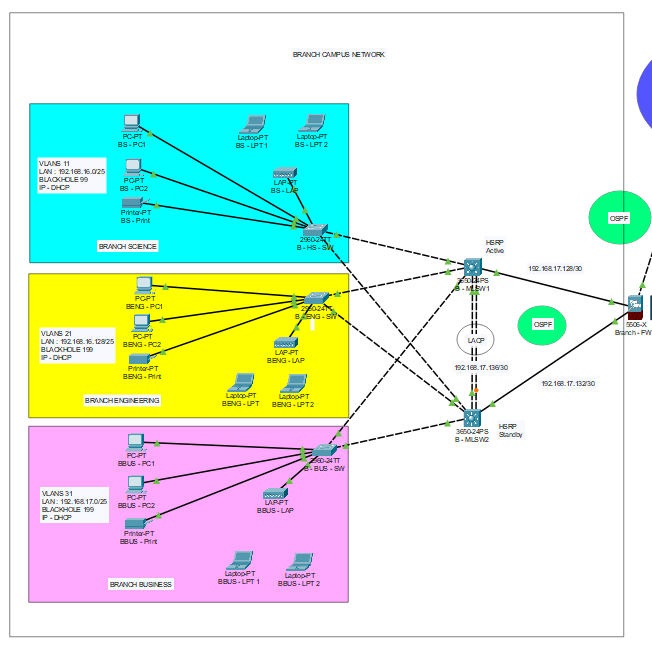 BRANCH CAMPUS NETWORK
PC-PT
BS - PC1
Laptop-PT
BS - LPT 1
Laptop-PT
BS - LPT 2
VLANS 11
LAN : 192.168.16.0/25
BLACKHOLE 99
IP - DHCP
PC-PT
BS - PC2
LAP-PT
BS - LAP
Printer-PT
BS - Print
2960-24TT
B - HS - SW
BRANCH SCIENCE
HSRP
Active
3650-24PS
B - MLSW1
192.168.17.128/30
OSPF
PC-PT
BENG - PC1
2960-24TT
BENG - SW
PC-PT
BENG - PC2
VLANS 21
LAN : 192.168.16.128/25
BLACKHOLE 199
IP - DHCP
LAP-PT
BENG - LAP
Printer-PT
BENG - Print
Laptop-PT
BENG - LPT
Laptop-PT
BENG - LPT2
BRANCH ENGINEERING
LACP
OSPF
5506-X
Branch - FW
192.168.17.136/30
192.168.17.132/30
3650-24PS
B - MLSW2
HSRP
Standby
PC-PT
BBUS - PC1
2960-24TT
B - BUS - SW
VLANS 31
LAN : 192.168.17.0/25
BLACKHOLE 199
IP - DHCP
PC-PT
BBUS - PC2
LAP-PT
BBUS - LAP
Printer-PT
BBUS - Print
Laptop-PT
BBUS - LPT 1
Laptop-PT
BBUS - LPT 2
BRANCH BUSINESS